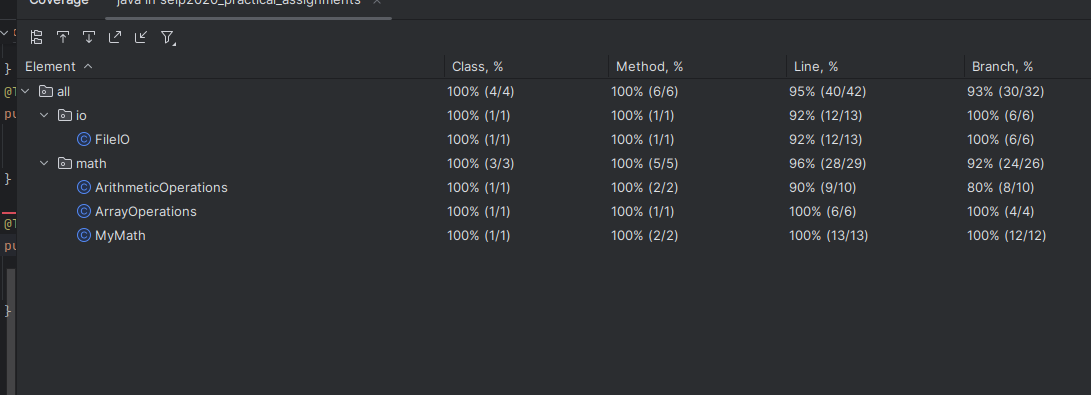 Coverage java in seip2020_practical_assignments ×
Element Class, % Method, % Line, % Branch, %
all 100% (4/4) 100% (6/6) 95% (40/42) 93% (30/32)
io 100% (1/1) 100% (1/1) 92% (12/13) 100% (6/6)
FileIO 100% (1/1) 100% (1/1) 92% (12/13) 100% (6/6)
math 100% (3/3) 100% (5/5) 96% (28/29) 92% (24/26)
ArithmeticOperations 100% (1/1) 100% (2/2) 90% (9/10) 80% (8/10)
ArrayOperations 100% (1/1) 100% (1/1) 100% (6/6) 100% (4/4)
MyMath 100% (1/1) 100% (2/2) 100% (13/13) 100% (12/12)
}
@T
pu
}
@T
pu
}